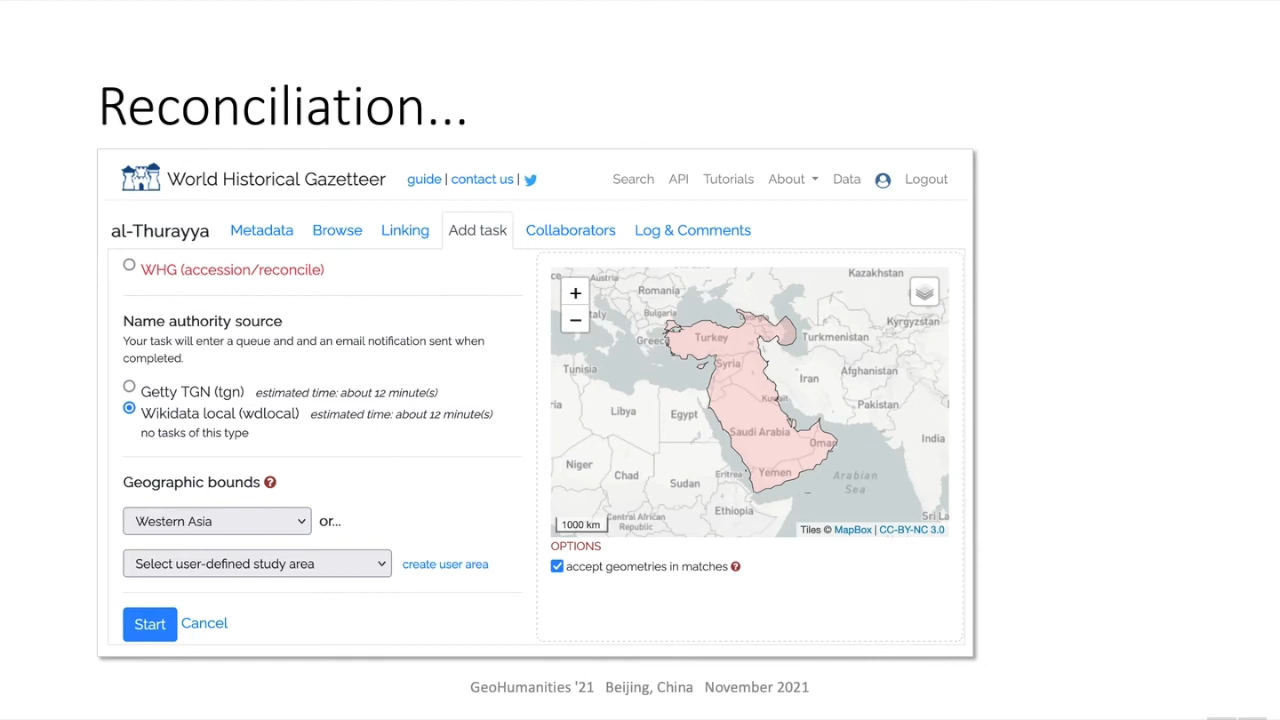 Reconciliation...
World Historical Gazetteer
guide | contact us |
Search API Tutorials About Data Logout
al-Thurayya Metadata Browse Linking Add task Collaborators Log & Comments
WHG (accession/reconcile)
Name authority source
Your task will enter a queue and and an email notification sent when
completed.
Getty TGN (tgn) estimated time: about 12 minute(s)
Wikidata local (wdlocal) estimated time: about 12 minute(s)
no tasks of this type
Geographic bounds ?
Western Asia or...
Select user-defined study area create user area
Start Cancel
+
−
Austria
Kazakhstan
Romania
Bulgaria
Georgia
Kyrgyzstan
Greece
Turkey
Turkmenistan
Syria
Tunisia
Iran
Afghanistan
Kuwait
Pakistan
Libya
Egypt
Saudi Arabia
Oman
India
Niger
Chad
Sudan
Eritrea
Yemen
Arabian
Sea
Central African
Republic
Ethiopia
1000 km
Tiles © MapBox | CC-BY-NC 3.0
OPTIONS
accept geometries in matches ?
GeoHumanities '21 Beijing, China November 2021